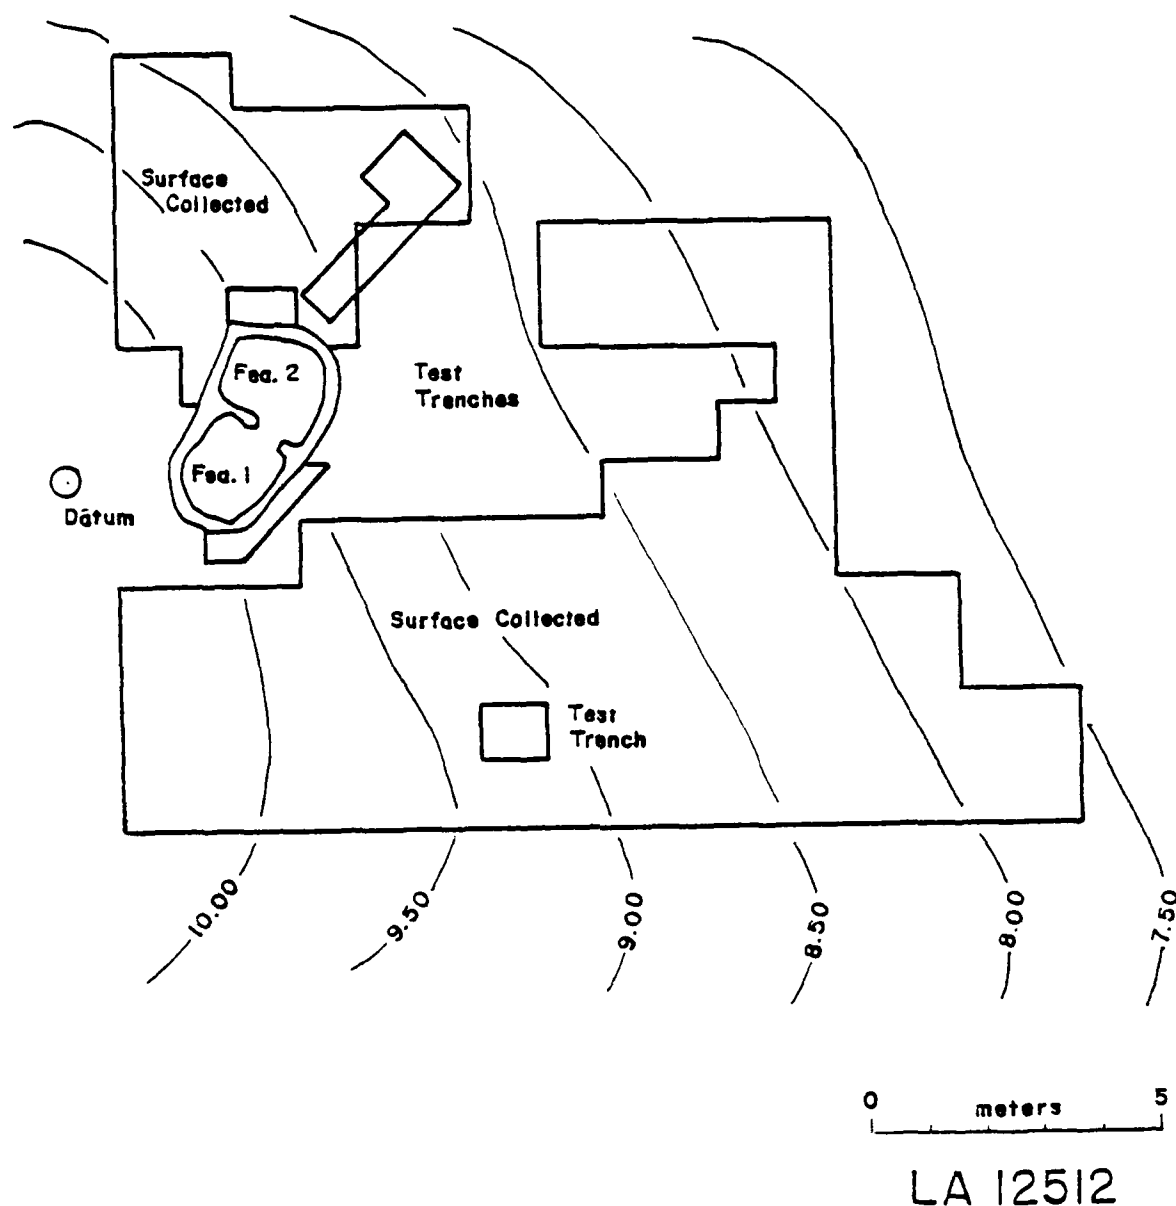 Surface
Collected
Fea. 2
Test
Trenches
Fea. 1
Datum
Surface Collected
Test
Trench
10.00
9.50
9.00
8.50
8.00
7.50
0 meters 5
LA 12512